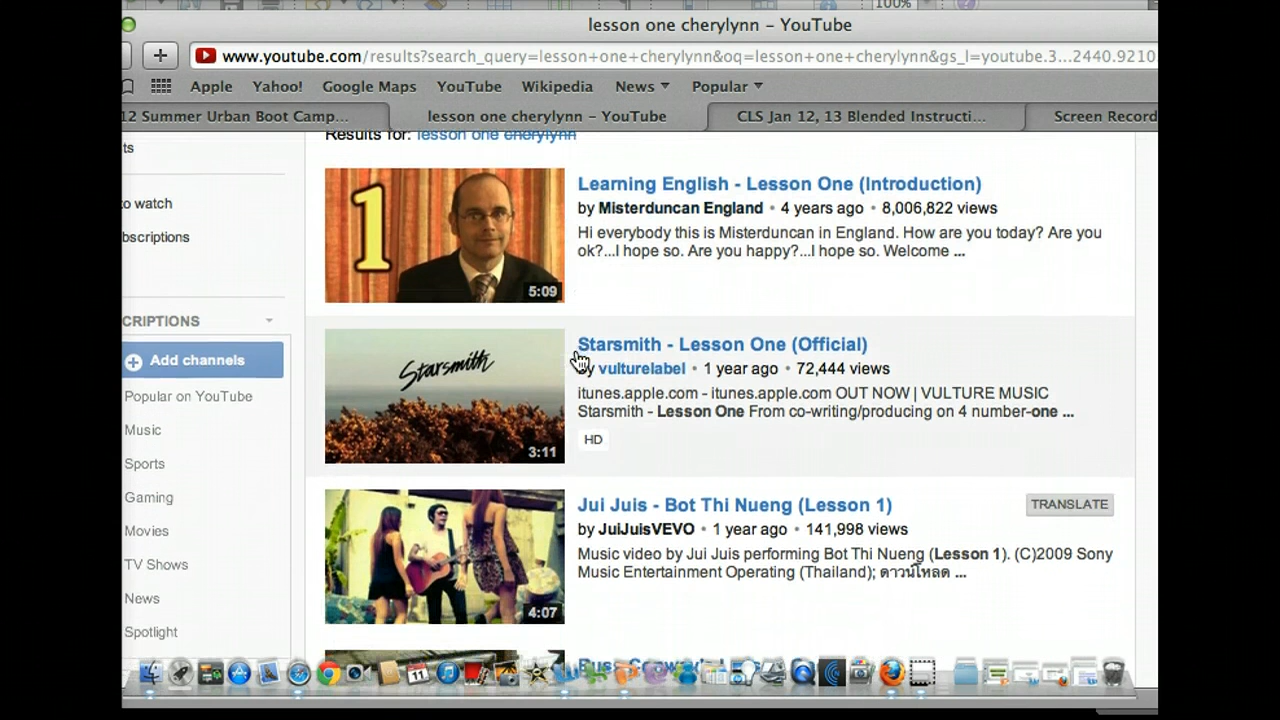 100%
lesson one cherylynn – YouTube
www.youtube.com/results?search_query=lesson+one+cherylynn&oq=lesson+one+cherylynn&gs_l=youtube.3...2440.9210
Apple Yahoo! Google Maps YouTube Wikipedia News Popular
12 Summer Urban Boot Camp... lesson one cherylynn – YouTube CLS Jan 12, 13 Blended Instructi... Screen Record
Results for: lesson one cherylynn
ts
to watch
bscriptions
CRIPTIONS
Add channels
Popular on YouTube
Music
Sports
Gaming
Movies
TV Shows
News
Spotlight
1
5:09
Learning English - Lesson One (Introduction)
by Misterduncan England • 4 years ago • 8,006,822 views
Hi everybody this is Misterduncan in England. How are you today? Are you
ok?...I hope so. Are you happy?...I hope so. Welcome ...
Starsmith
3:11
Starsmith - Lesson One (Official)
by vulturelabel • 1 year ago • 72,444 views
itunes.apple.com - itunes.apple.com OUT NOW | VULTURE MUSIC
Starsmith - Lesson One From co-writing/producing on 4 number-one ...
HD
4:07
Jui Juis - Bot Thi Nueng (Lesson 1)
TRANSLATE
by JuiJuisVEVO • 1 year ago • 141,998 views
Music video by Jui Juis performing Bot Thi Nueng (Lesson 1). (C)2009 Sony
Music Entertainment Operating (Thailand); ดาวน์โหลด ...
11